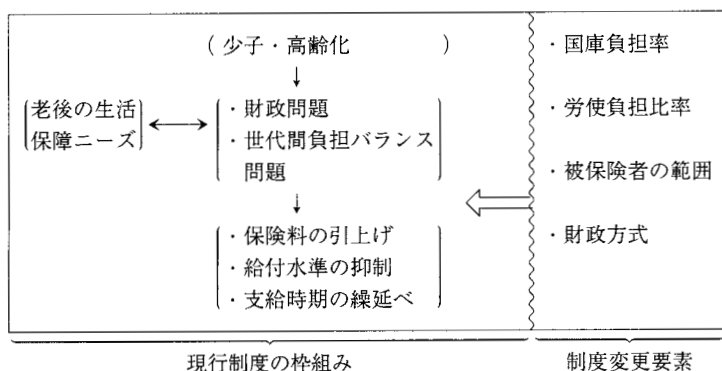 (少子・高齢化)
老後の生活
保障ニーズ
・財政問題
・世代間負担バランス
問題
・保険料の引上げ
・給付水準の抑制
・支給時期の繰延べ
・国庫負担率
・労使負担比率
・被保険者の範囲
・財政方式
現行制度の枠組み
制度変更要素